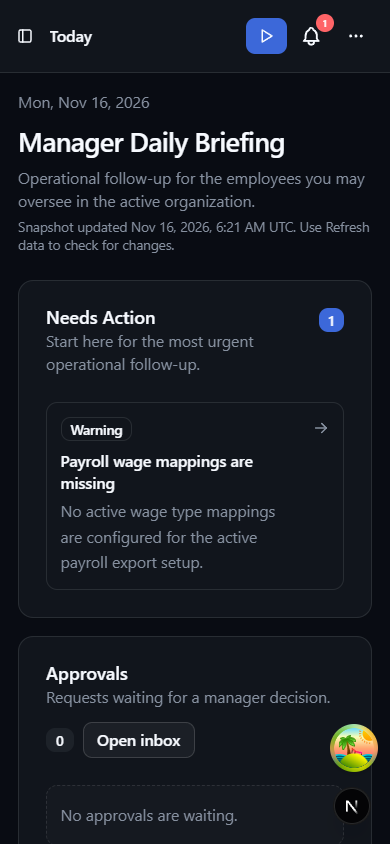 Today
1
Mon, Nov 16, 2026
Manager Daily Briefing
Operational follow-up for the employees you may
oversee in the active organization.
Snapshot updated Nov 16, 2026, 6:21 AM UTC. Use Refresh
data to check for changes.
Needs Action
1
Start here for the most urgent
operational follow-up.
Warning
Payroll wage mappings are
missing
No active wage type mappings
are configured for the active
payroll export setup.
Approvals
Requests waiting for a manager decision.
0
Open inbox
No approvals are waiting.
N